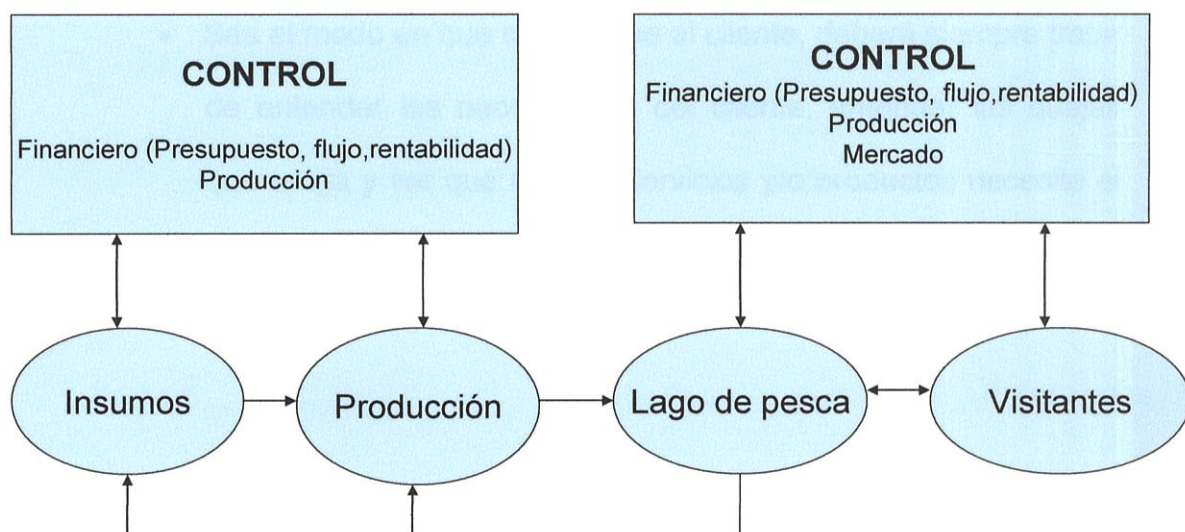 CONTROL
Financiero (Presupuesto, flujo,rentabilidad)
Producción
CONTROL
Financiero (Presupuesto, flujo,rentabilidad)
Producción
Mercado
Insumos
Producción
Lago de pesca
Visitantes